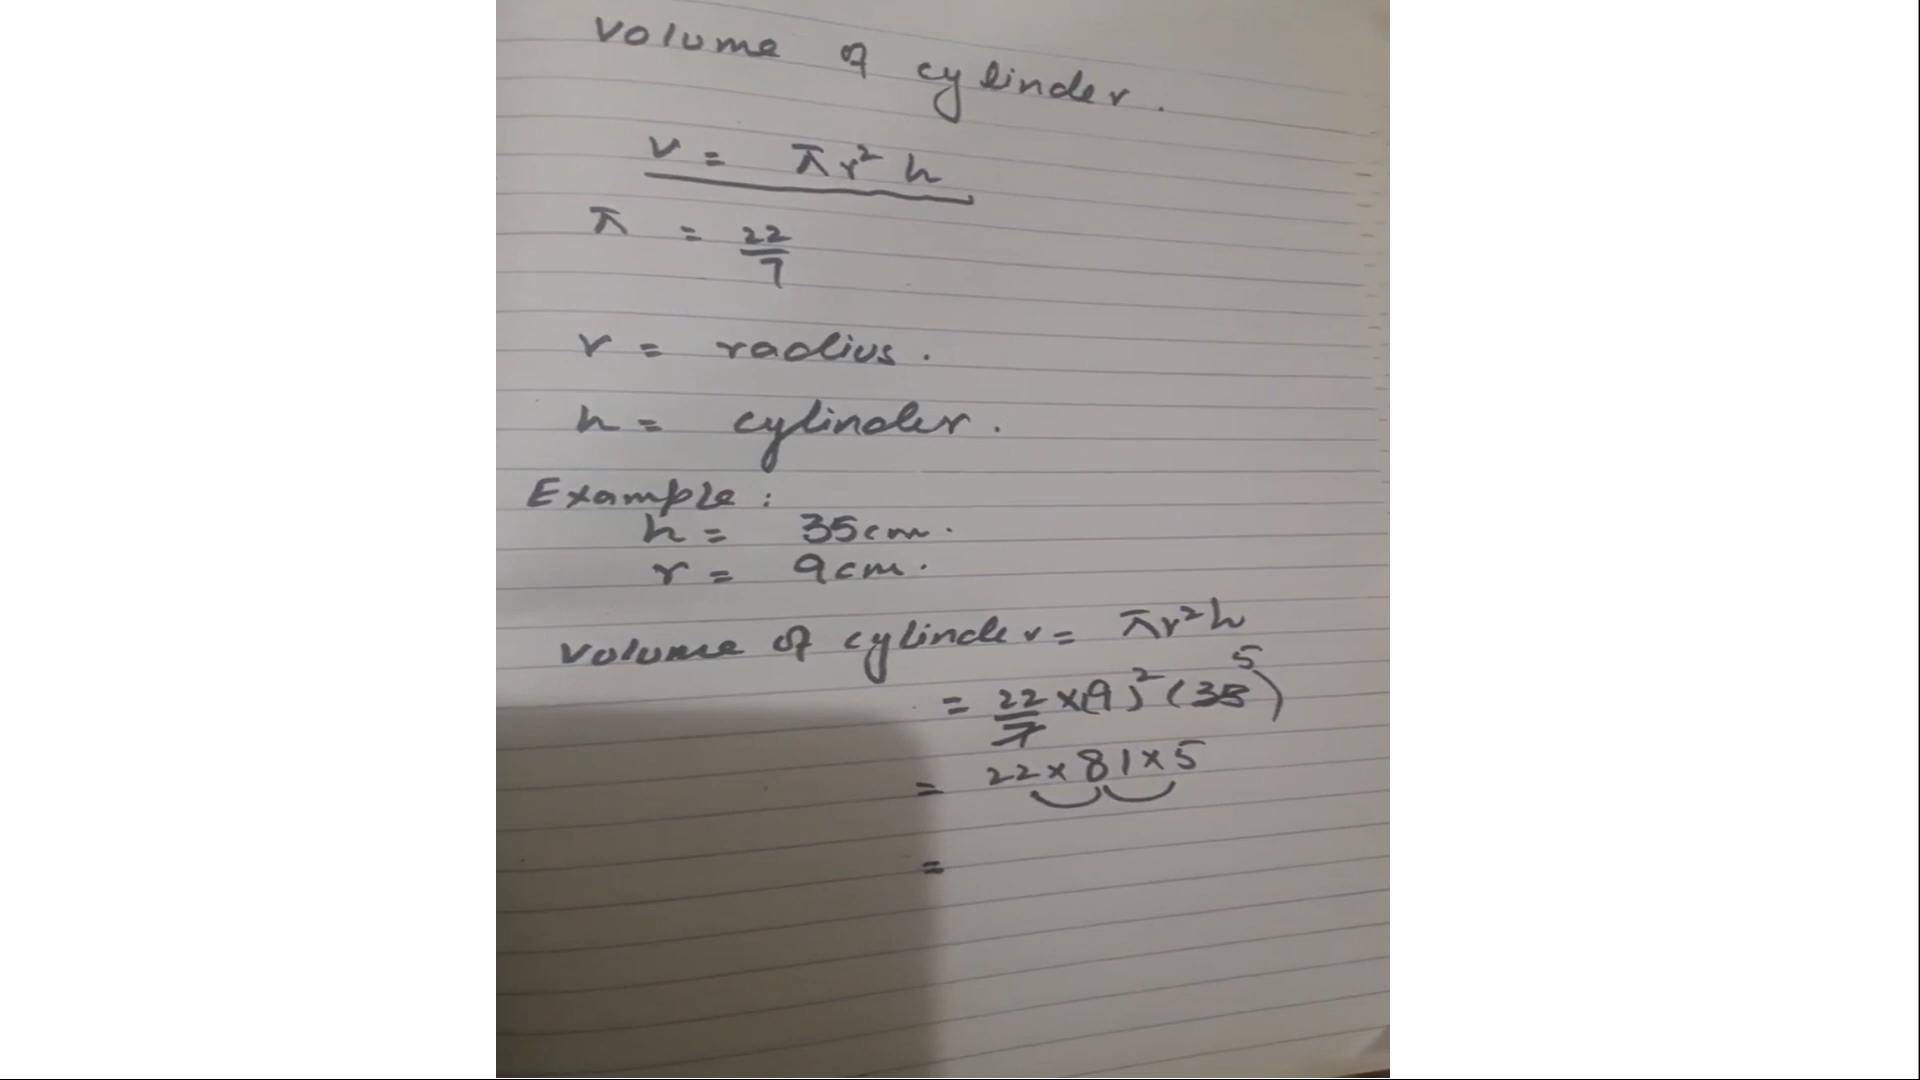 Volume of cylinder.
V = πr² h
π = 22/7
r = radius.
h = cylinder.
Example:
h = 35cm.
r = 9cm.
Volume of cylinder = πr²h
= 22/7 × (9)² (35) 5
= 22 × 81 × 5
=